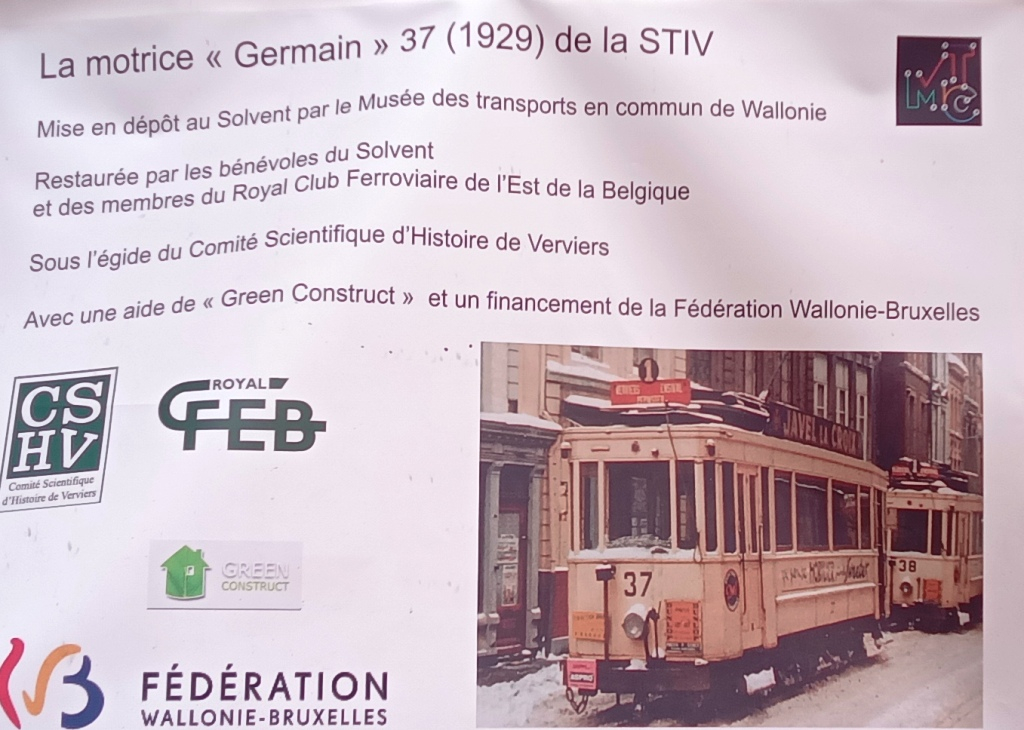 La motrice « Germain » 37 (1929) de la STIV
MTCW
Mise en dépôt au Solvent par le Musée des transports en commun de Wallonie
Restaurée par les bénévoles du Solvent
et des membres du Royal Club Ferroviaire de l'Est de la Belgique
Sous l'égide du Comité Scientifique d'Histoire de Verviers
Avec une aide de « Green Construct » et un financement de la Fédération Wallonie-Bruxelles
CS
HV
Comité Scientifique
d'Histoire de Verviers
ROYAL
CFEB
GREEN
CONSTRUCT
FÉDÉRATION
WALLONIE-BRUXELLES
1
VERVIERS
JAVEL LA CROIX
37
38